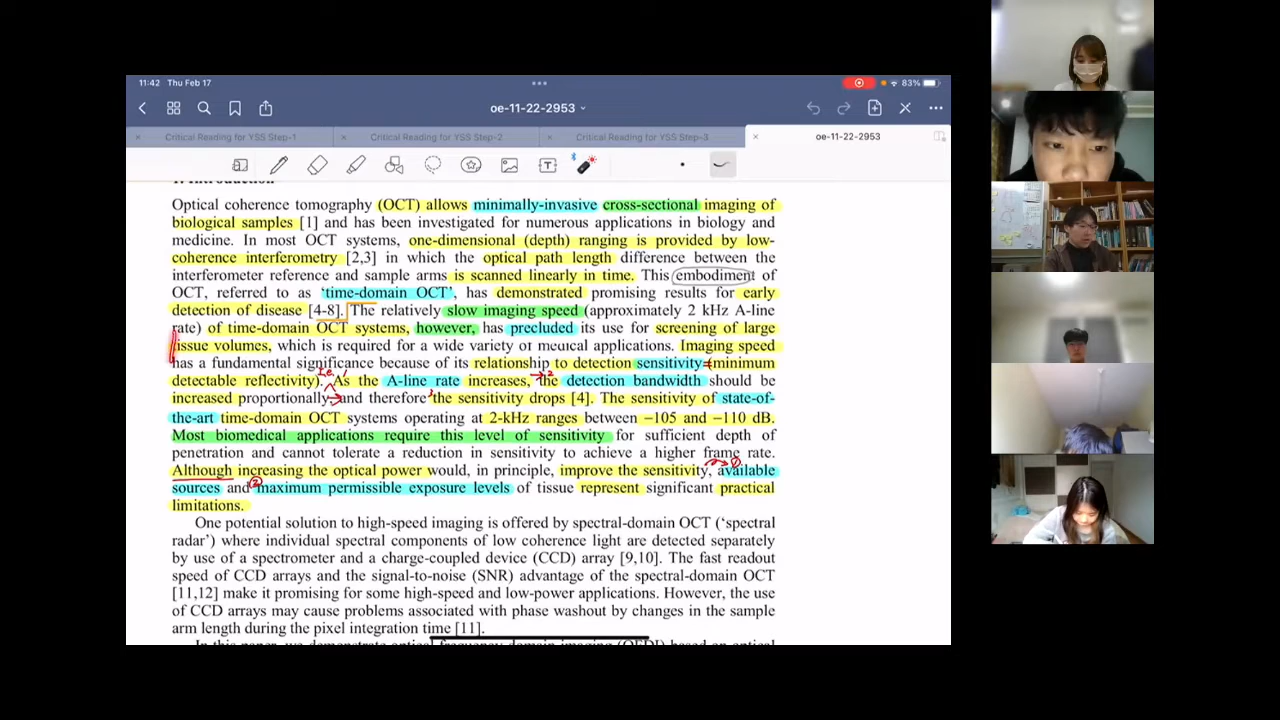 11:42 Thu Feb 17
83%
oe-11-22-2953
Critical Reading for YSS Step-1
Critical Reading for YSS Step-2
Critical Reading for YSS Step-3
oe-11-22-2953
1. Introduction
Optical coherence tomography (OCT) allows minimally-invasive cross-sectional imaging of
biological samples [1] and has been investigated for numerous applications in biology and
medicine. In most OCT systems, one-dimensional (depth) ranging is provided by low-
coherence interferometry [2,3] in which the optical path length difference between the
interferometer reference and sample arms is scanned linearly in time. This embodiment of
OCT, referred to as 'time-domain OCT', has demonstrated promising results for early
detection of disease [4-8]. The relatively slow imaging speed (approximately 2 kHz A-line
rate) of time-domain OCT systems, however, has precluded its use for screening of large
tissue volumes, which is required for a wide variety of medical applications. Imaging speed
has a fundamental significance because of its relationship to detection sensitivity (minimum
i.e.
detectable reflectivity). As the A-line rate increases, the detection bandwidth should be
increased proportionally and therefore the sensitivity drops [4]. The sensitivity of state-of-
the-art time-domain OCT systems operating at 2-kHz ranges between −105 and −110 dB.
Most biomedical applications require this level of sensitivity for sufficient depth of
penetration and cannot tolerate a reduction in sensitivity to achieve a higher frame rate.
Although increasing the optical power would, in principle, improve the sensitivity, available
sources and maximum permissible exposure levels of tissue represent significant practical
limitations.
One potential solution to high-speed imaging is offered by spectral-domain OCT ('spectral
radar') where individual spectral components of low coherence light are detected separately
by use of a spectrometer and a charge-coupled device (CCD) array [9,10]. The fast readout
speed of CCD arrays and the signal-to-noise (SNR) advantage of the spectral-domain OCT
[11,12] make it promising for some high-speed and low-power applications. However, the use
of CCD arrays may cause problems associated with phase washout by changes in the sample
arm length during the pixel integration time [11].
In this paper, we demonstrate optical frequency domain imaging (OFDI) based on optical